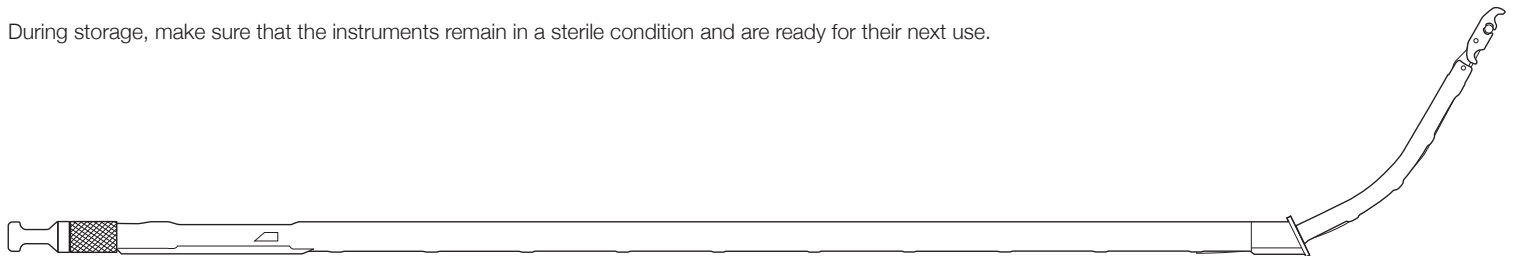 During storage, make sure that the instruments remain in a sterile condition and are ready for their next use.